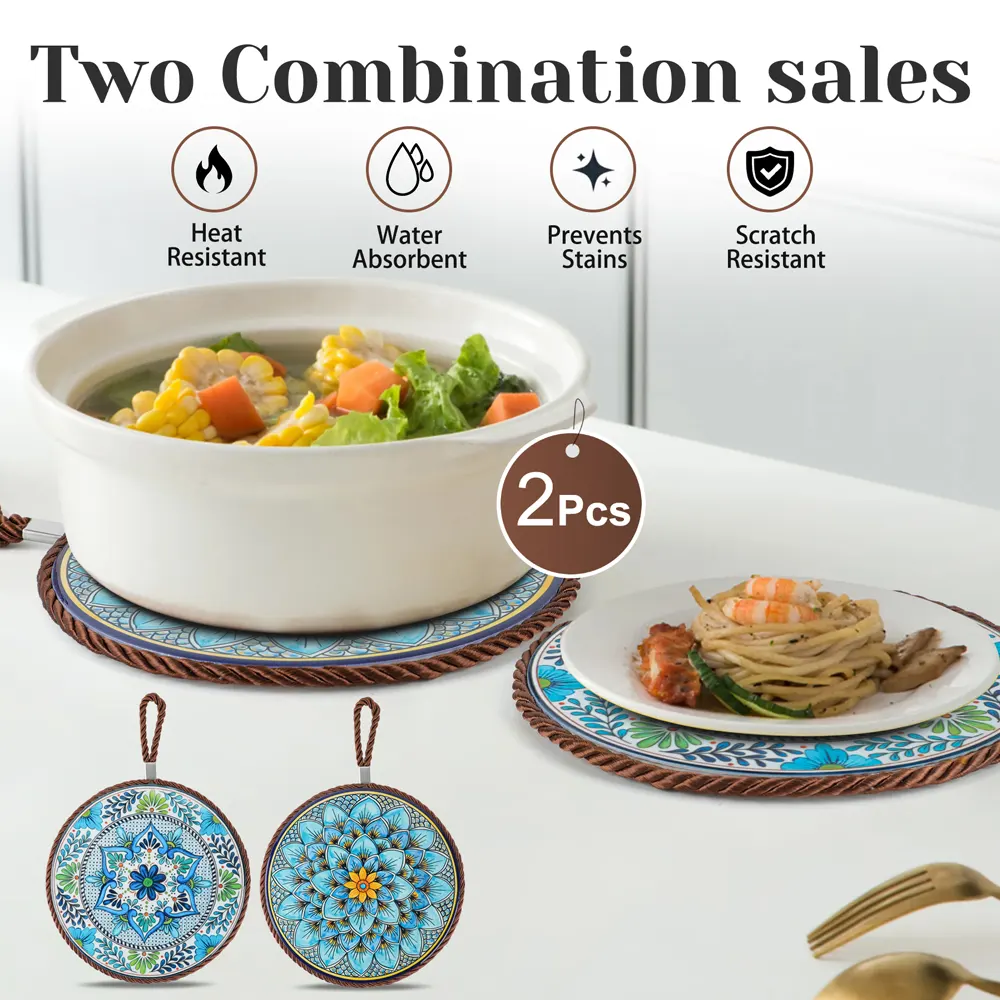 Two Combination sales
Heat
Resistant
Water
Absorbent
Prevents
Stains
Scratch
Resistant
2Pcs